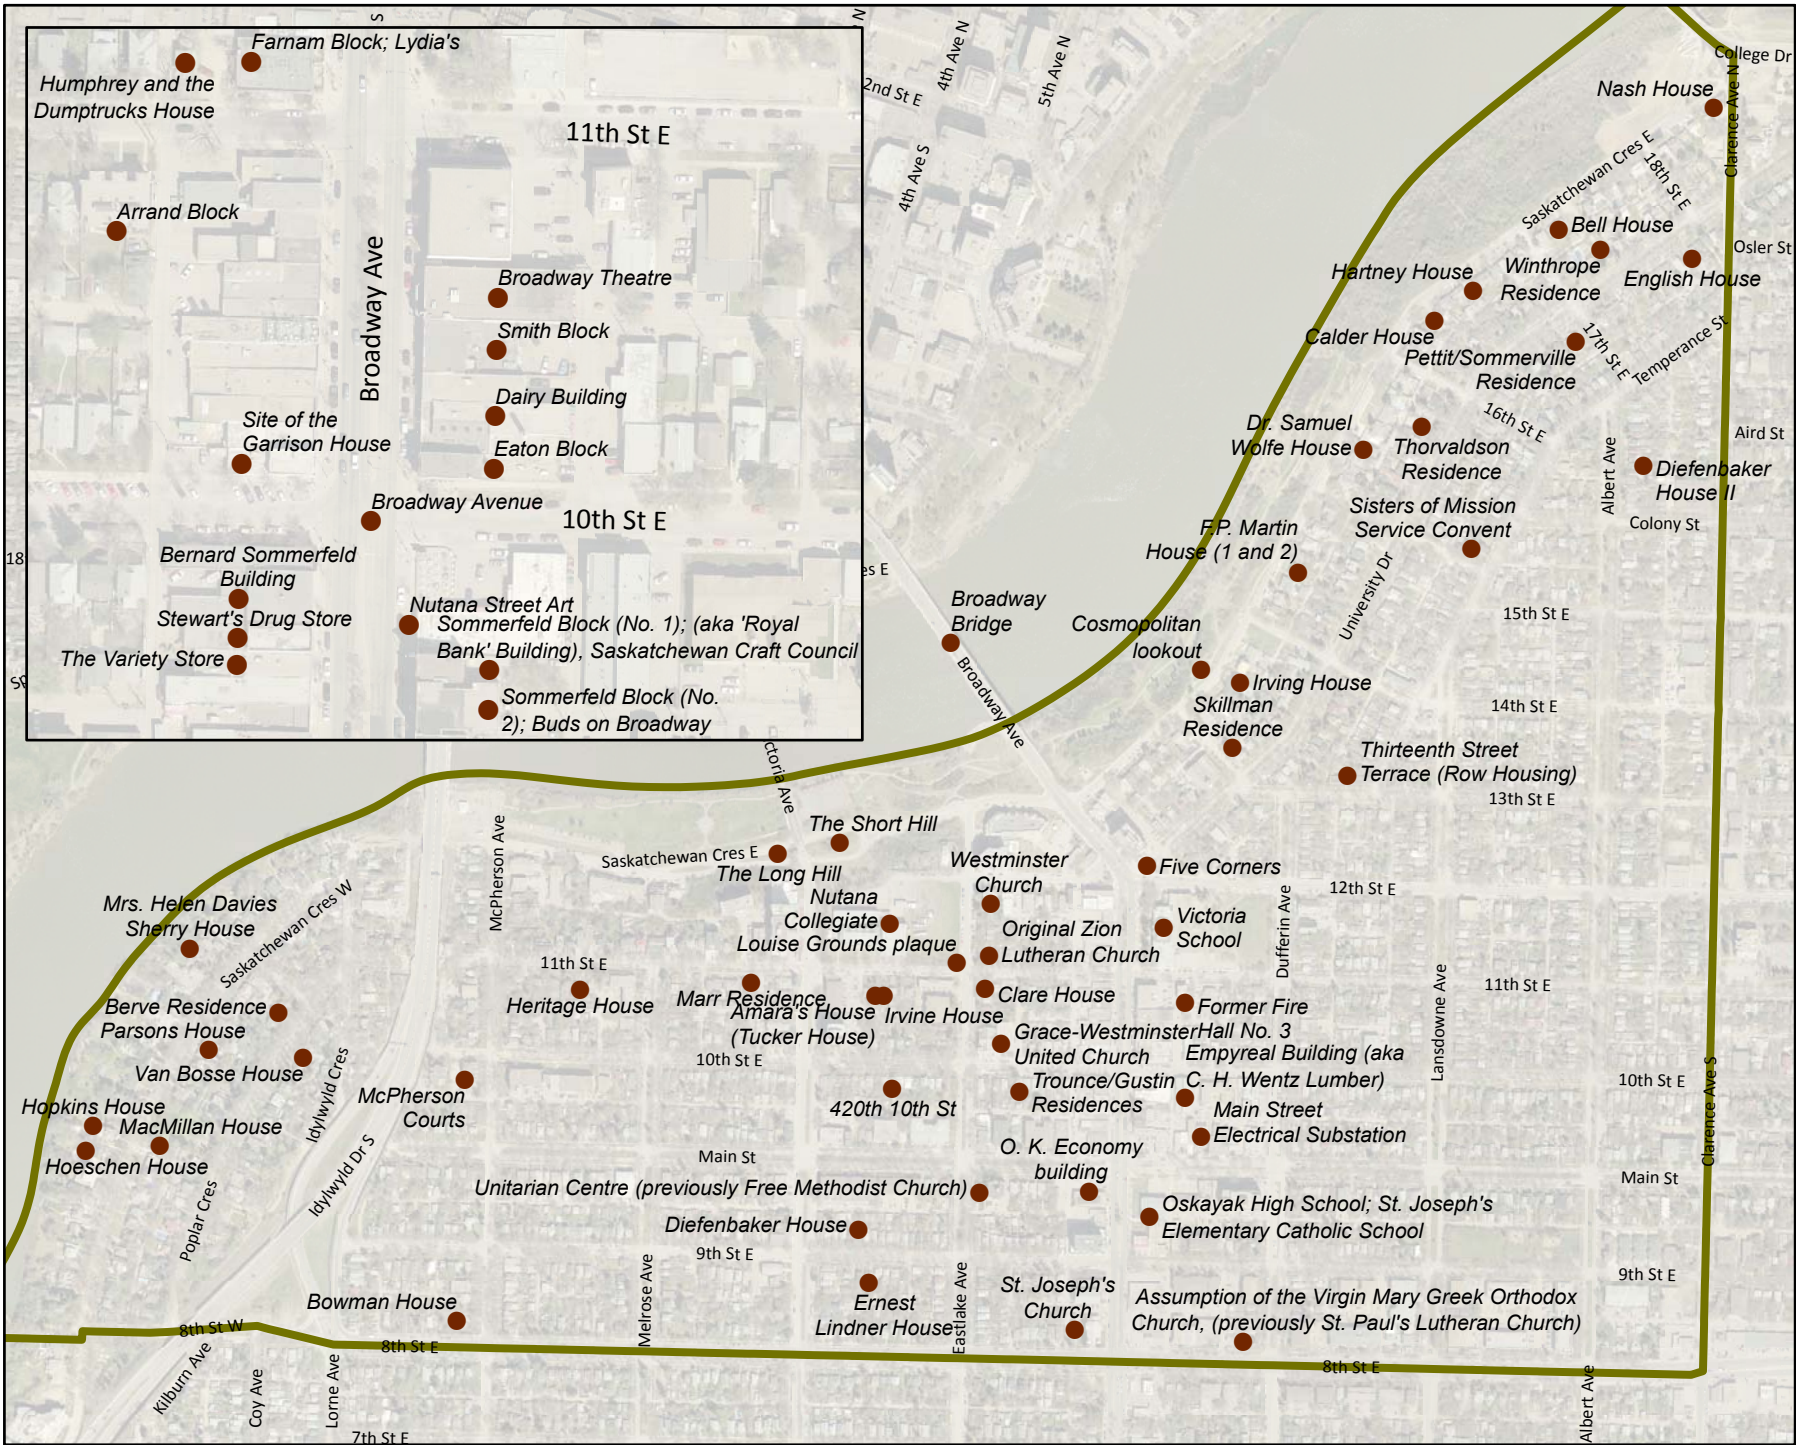 Farnam Block; Lydia's
Humphrey and the
Dumptrucks House
11th St E
Arrand Block
Broadway Ave
Broadway Theatre
Smith Block
Dairy Building
Site of the
Garrison House
Eaton Block
Broadway Avenue
10th St E
Bernard Sommerfeld
Building
Stewart's Drug Store
The Variety Store
Nutana Street Art
Sommerfeld Block (No. 1); (aka 'Royal
Bank' Building), Saskatchewan Craft Council
Sommerfeld Block (No.
2); Buds on Broadway
S
N
18
es E
2nd St E
4th Ave N
5th Ave N
4th Ave S
College Dr
Nash House
Clarence Ave N
Saskatchewan Cres E
18th St E
Bell House
Osler St
Winthrope
Residence
English House
Hartney House
Calder House
Pettit/Sommerville
Residence
17th St E
Temperance St
16th St E
Dr. Samuel
Wolfe House
Thorvaldson
Residence
Albert Ave
Aird St
Diefenbaker
House II
Colony St
Sisters of Mission
Service Convent
F.P. Martin
House (1 and 2)
University Dr
15th St E
Broadway
Bridge
Broadway Ave
Cosmopolitan
lookout
Irving House
Skillman
Residence
14th St E
Thirteenth Street
Terrace (Row Housing)
13th St E
ctoria Ave
McPherson Ave
The Short Hill
Saskatchewan Cres E
The Long Hill
Westminster
Church
Five Corners
12th St E
Nutana
Collegiate
Louise Grounds plaque
Original Zion
Lutheran Church
Victoria
School
Dufferin Ave
Mrs. Helen Davies
Sherry House
Saskatchewan Cres W
11th St E
Heritage House
Marr Residence
Amara's House
(Tucker House)
Irvine House
Clare House
Former Fire
Hall No. 3
11th St E
Lansdowne Ave
Berve Residence
Parsons House
Van Bosse House
Idylwyld Cres
10th St E
Grace-Westminster
United Church
Empyreal Building (aka
C. H. Wentz Lumber)
10th St E
McPherson
Courts
420th 10th St
Trounce/Gustin
Residences
Main Street
Electrical Substation
Hopkins House
MacMillan House
Hoeschen House
Poplar Cres
Idylwyld Dr S
Main St
O. K. Economy
building
Main St
Clarence Ave S
Unitarian Centre (previously Free Methodist Church)
Oskayak High School; St. Joseph's
Elementary Catholic School
Diefenbaker House
9th St E
9th St E
Melrose Ave
Eastlake Ave
Ernest
Lindner House
St. Joseph's
Church
Assumption of the Virgin Mary Greek Orthodox
Church, (previously St. Paul's Lutheran Church)
Bowman House
8th St W
8th St E
8th St E
Kilburn Ave
Coy Ave
Lorne Ave
Albert Ave
7th St E